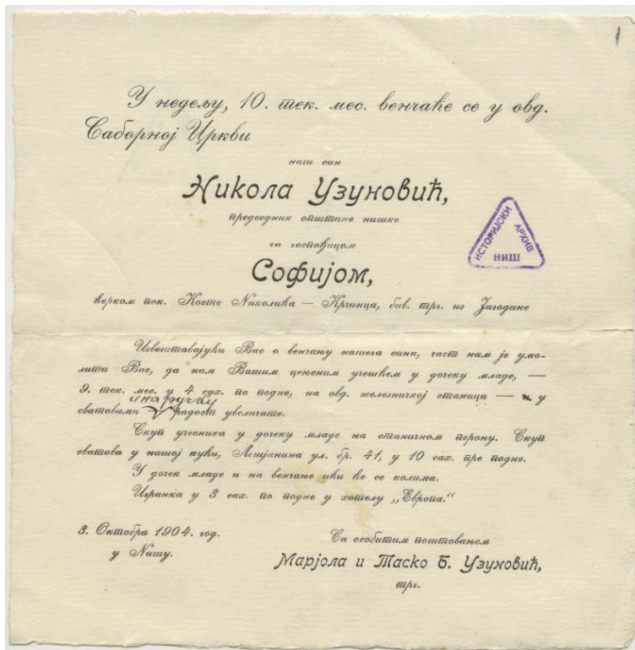 1
У недељу, 10. тек. мес. венчаће се у овд.
Саборној Цркви
наш син
Никола Узуновић,
председник општине нишке
са госпођицом
Софијом,
ћерком пок. Косте Николића — Крчинца, бив. трг. из Јагодине
ИСТОРИЈСКИ АРХИВ
НИШ
Извештавајући Вас о венчању нашега сина, част нам је умо-
лити Вас, да нам Вашим цењеним учешћем у дочеку младе, —
9. тек. мес. у 4 сах. по подне, на овд. железничкој станици — у
и на ручку
сватовима радост увеличате.
Скуп учесника у дочеку младе на станичном перону. Скуп
сватова у нашој кући, Лешјанина ул. бр. 41, у 10 сах. пре подне.
У дочек младе и на венчање ићи ће се колима.
Игранка у 3 сах. по подне у хотелу „Европа."
3. Октобра 1904. год.
у Нишу.
Са особитим поштовањем
Марјола и Таско Б. Узуновић,
трг.